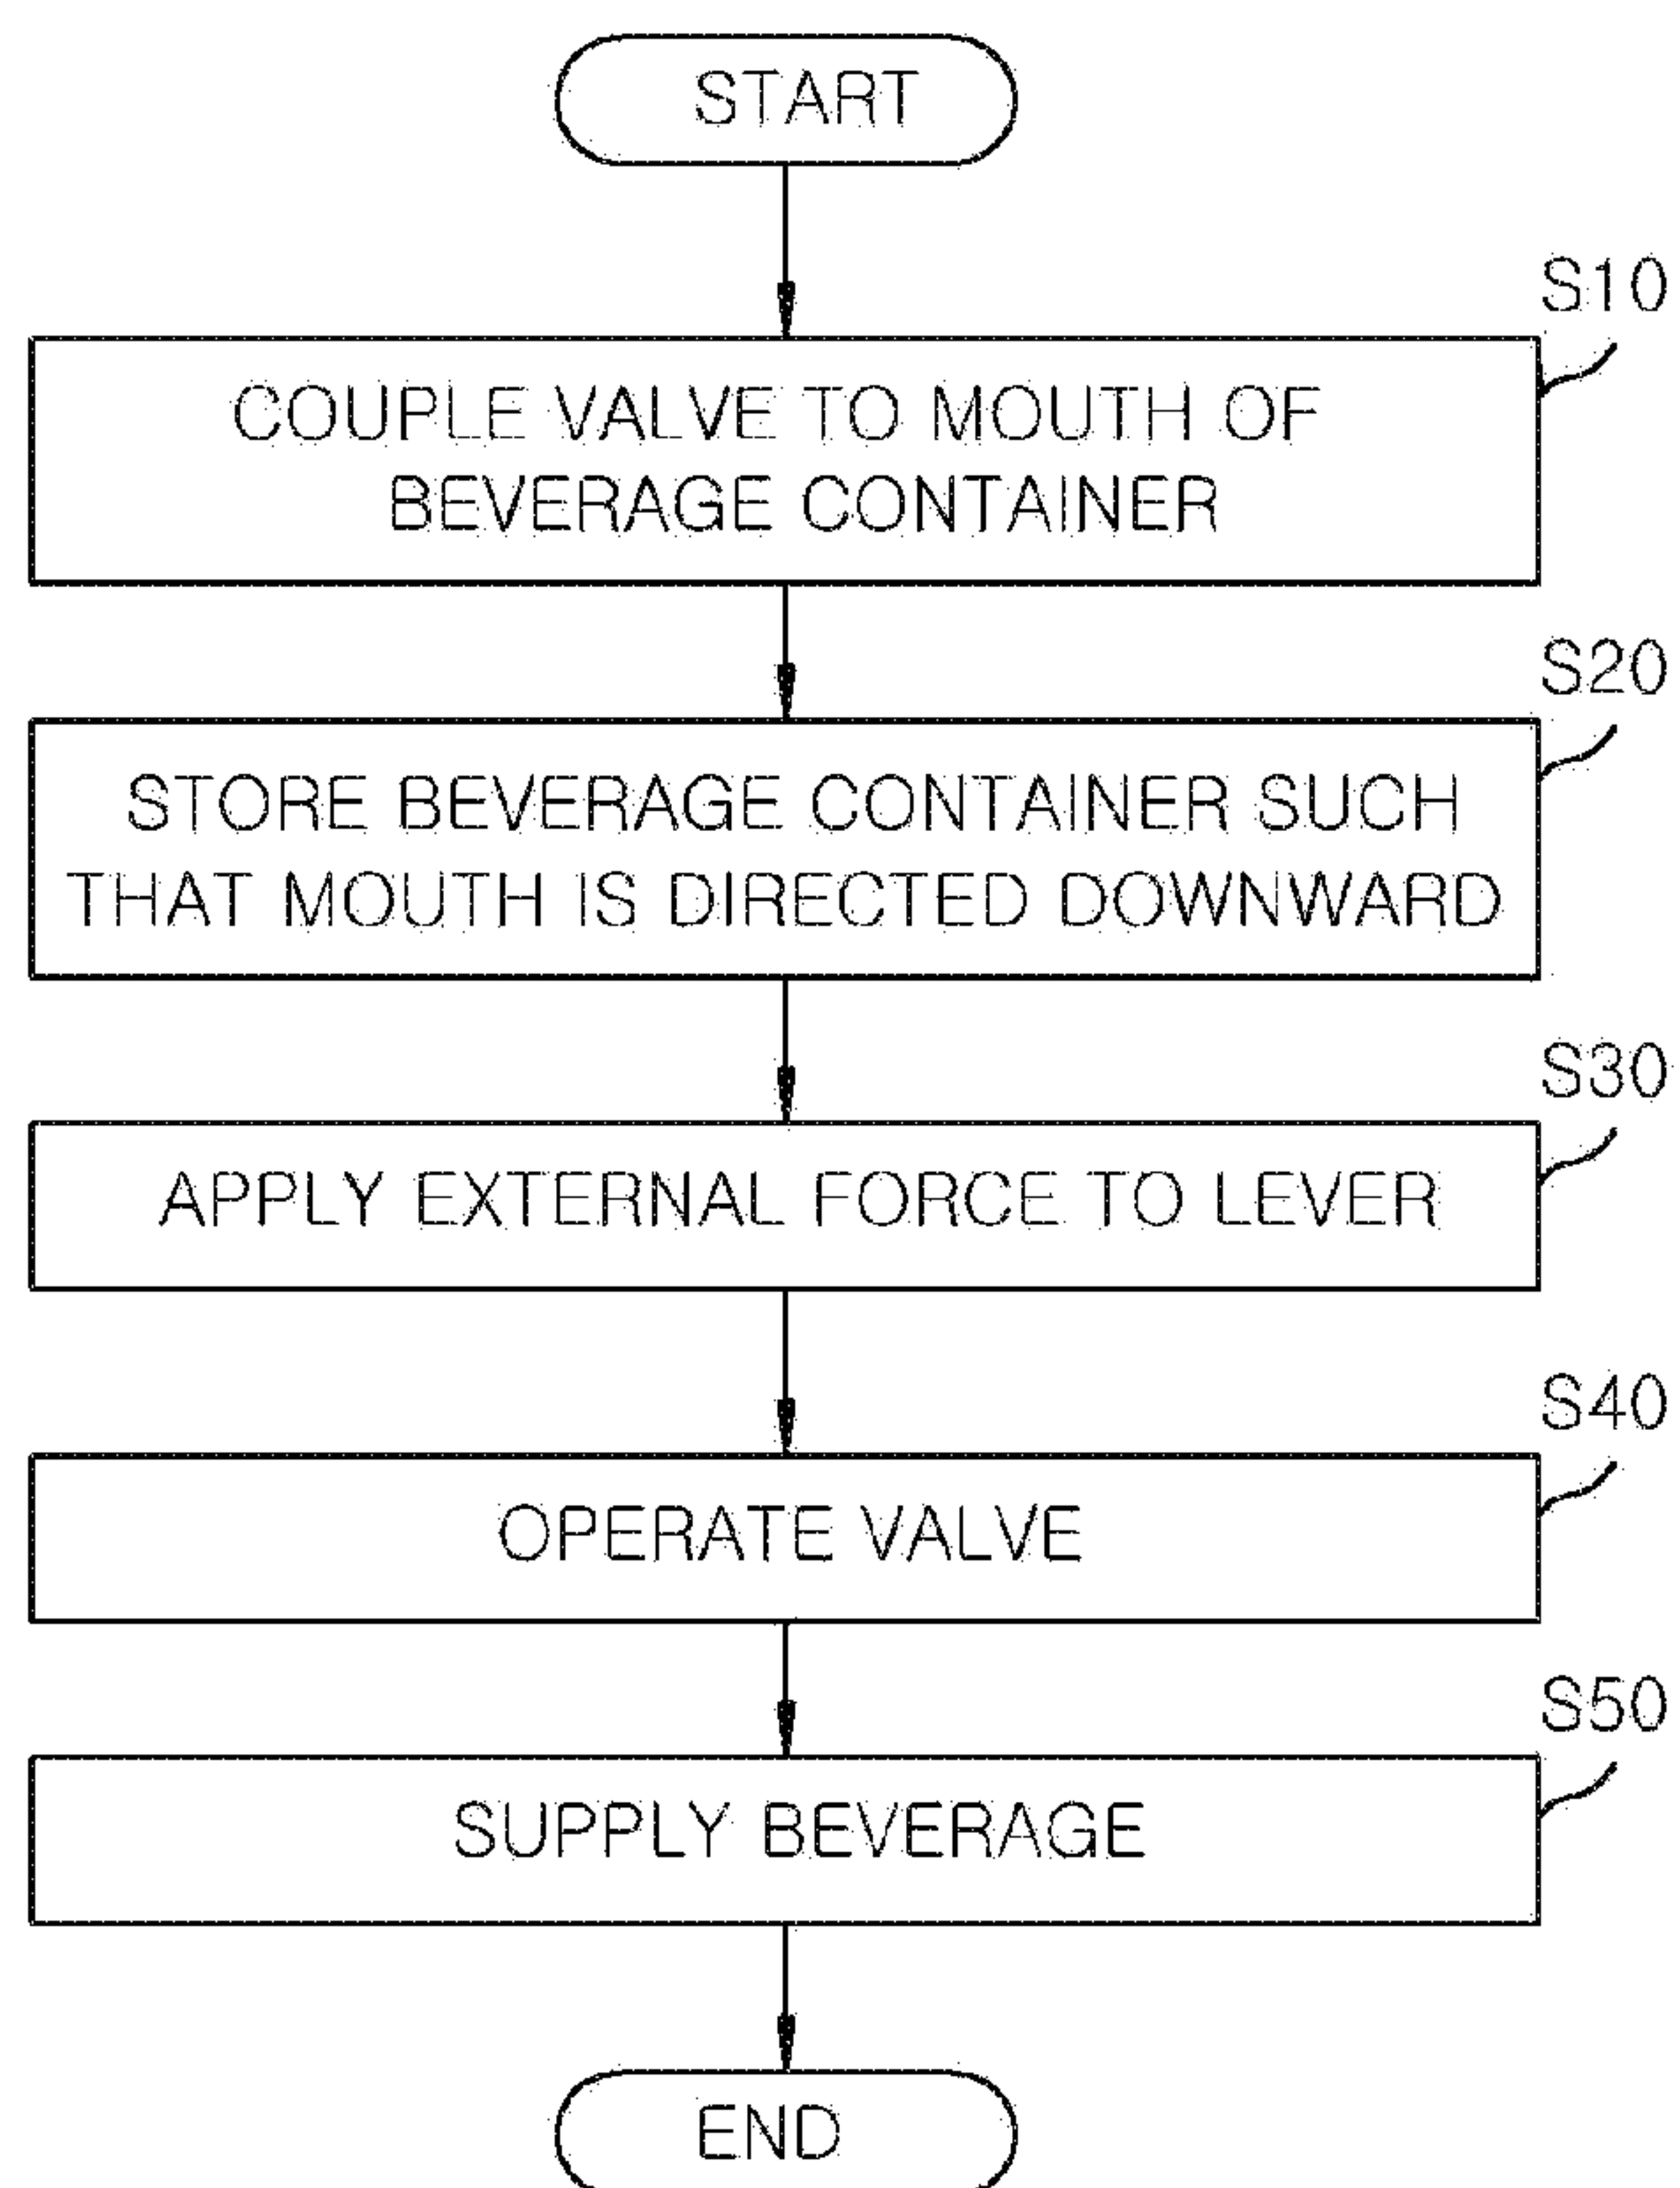 START
S10
COUPLE VALVE TO MOUTH OF
BEVERAGE CONTAINER
S20
STORE BEVERAGE CONTAINER SUCH
THAT MOUTH IS DIRECTED DOWNWARD
S30
APPLY EXTERNAL FORCE TO LEVER
S40
OPERATE VALVE
S50
SUPPLY BEVERAGE
END